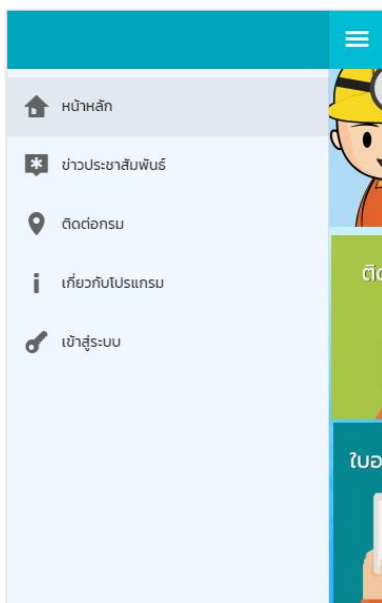 หน้าหลัก
ข่าวประชาสัมพันธ์
ติดต่อกรม
เกี่ยวกับโปรแกรม
เข้าสู่ระบบ